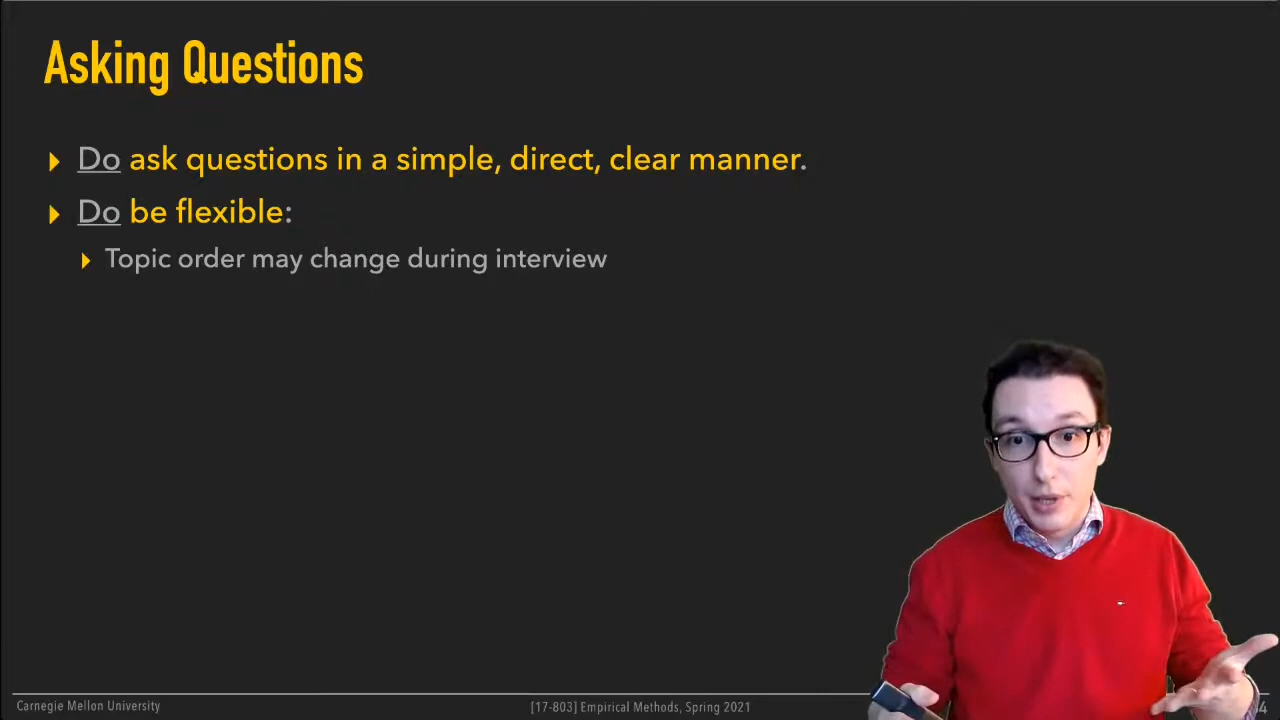 Asking Questions
Do ask questions in a simple, direct, clear manner.
Do be flexible:
Topic order may change during interview
Carnegie Mellon University
[17-803] Empirical Methods, Spring 2021
4